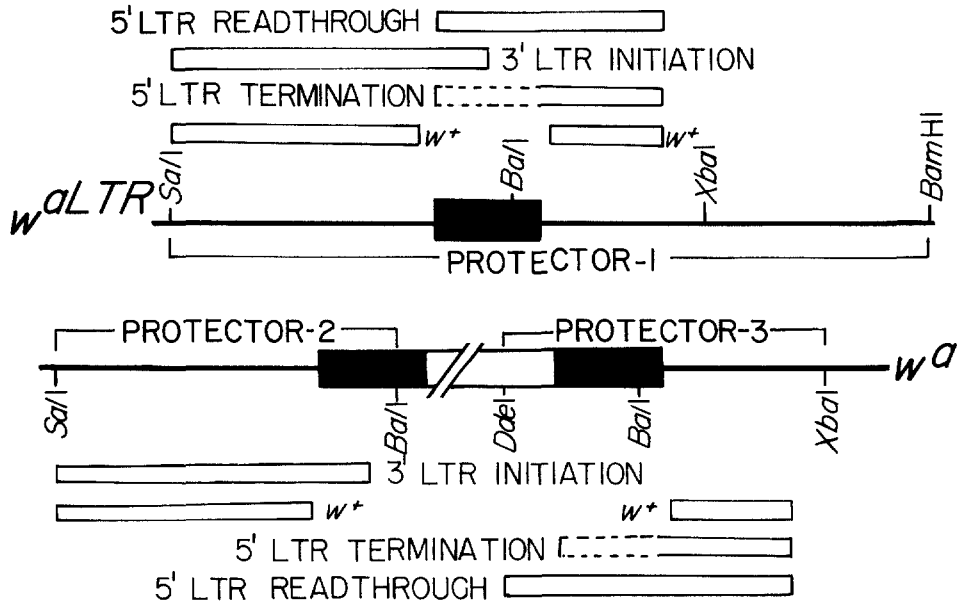 5' LTR READTHROUGH
3' LTR INITIATION
5' LTR TERMINATION
w+ w+
SalI BalI XbaI BamHI
waLTR
PROTECTOR-1
PROTECTOR-2 PROTECTOR-3
wa
SalI BalI DdeI BalI XbaI
3' LTR INITIATION
w+ w+
5' LTR TERMINATION
5' LTR READTHROUGH